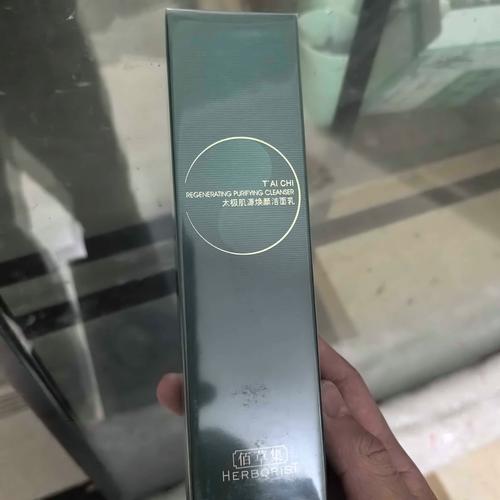 T'AI CHI
REGENERATING PURIFYING CLEANSER
太极肌源焕颜洁面乳
佰草集
HERBORIST